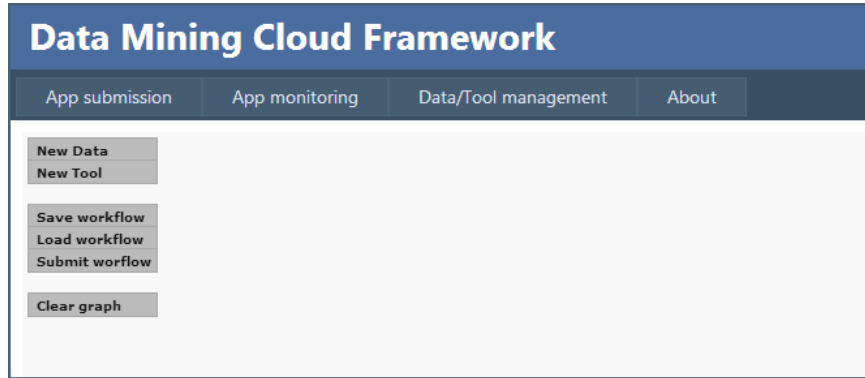 Data Mining Cloud Framework
App submission App monitoring Data/Tool management About
New Data
New Tool
Save workflow
Load workflow
Submit worflow
Clear graph